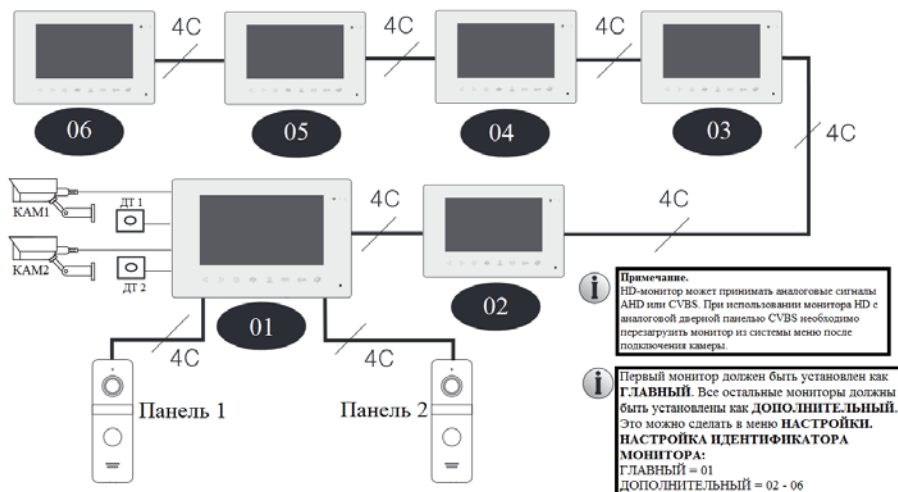 4C
4C
4C
06
05
04
03
4C
КАМ1
ДТ 1
4C
4C
КАМ2
ДТ 2
01
02
4C
4C
Панель 1
Панель 2
Примечание.
HD-монитор может принимать аналоговые сигналы
AHD или CVBS. При использовании монитора HD с
аналоговой дверной панелью CVBS необходимо
перезагрузить монитор из системы меню после
подключения камеры.
Первый монитор должен быть установлен как
ГЛАВНЫЙ. Все остальные мониторы должны
быть установлены как ДОПОЛНИТЕЛЬНЫЙ.
Это можно сделать в меню НАСТРОЙКИ.
НАСТРОЙКА ИДЕНТИФИКАТОРА
МОНИТОРА:
ГЛАВНЫЙ = 01
ДОПОЛНИТЕЛЬНЫЙ = 02 - 06